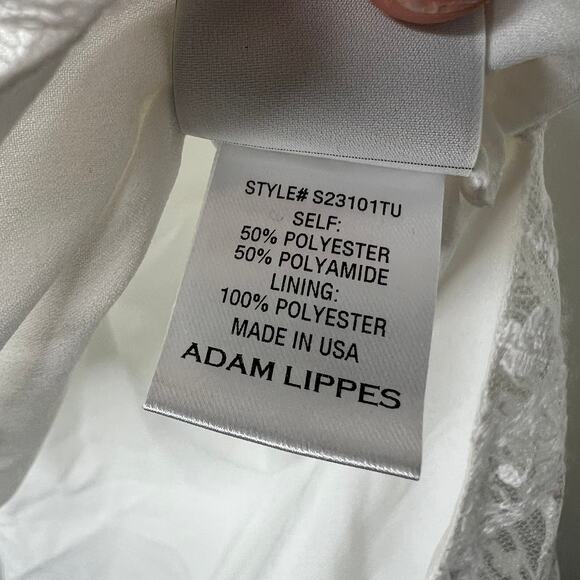 STYLE# S23101TU
SELF:
50% POLYESTER
50% POLYAMIDE
LINING:
100% POLYESTER
MADE IN USA
ADAM LIPPES